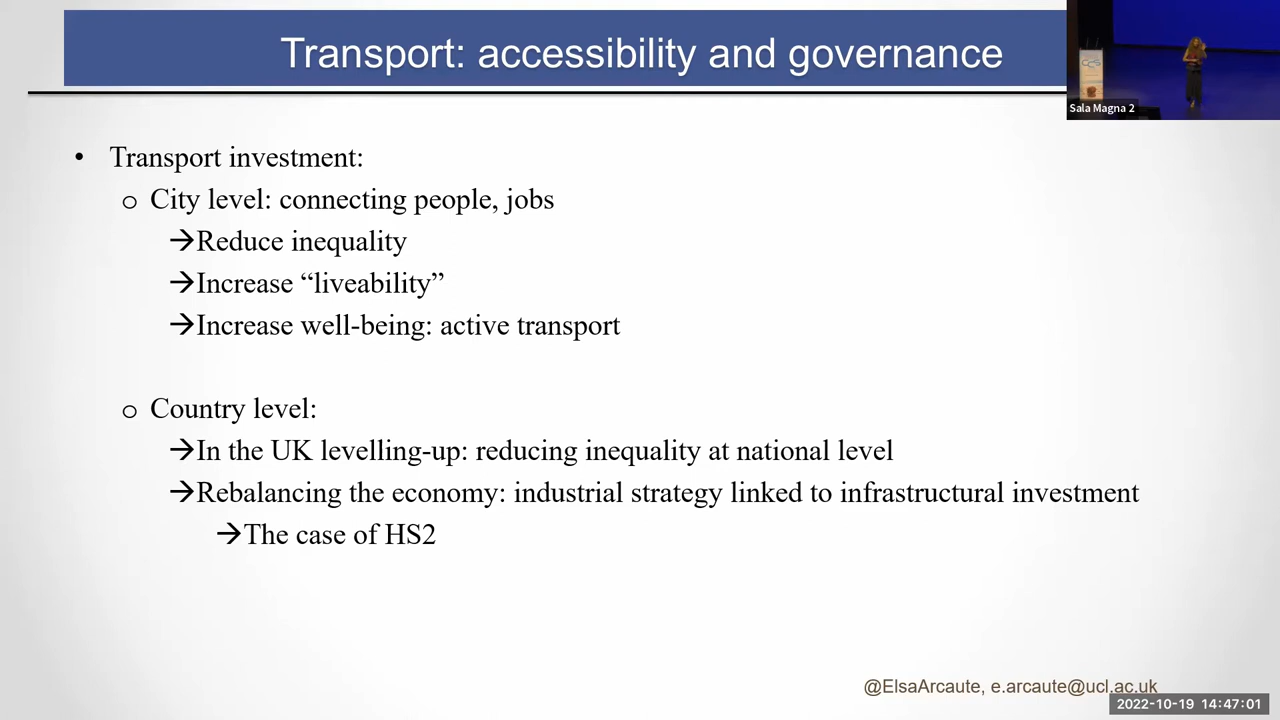 Transport: accessibility and governance
Sala Magna 2
• Transport investment:
o City level: connecting people, jobs
→Reduce inequality
→Increase “liveability”
→Increase well-being: active transport
o Country level:
→In the UK levelling-up: reducing inequality at national level
→Rebalancing the economy: industrial strategy linked to infrastructural investment
→The case of HS2
@ElsaArcaute, e.arcaute@ucl.ac.uk
2022-10-19 14:47:01